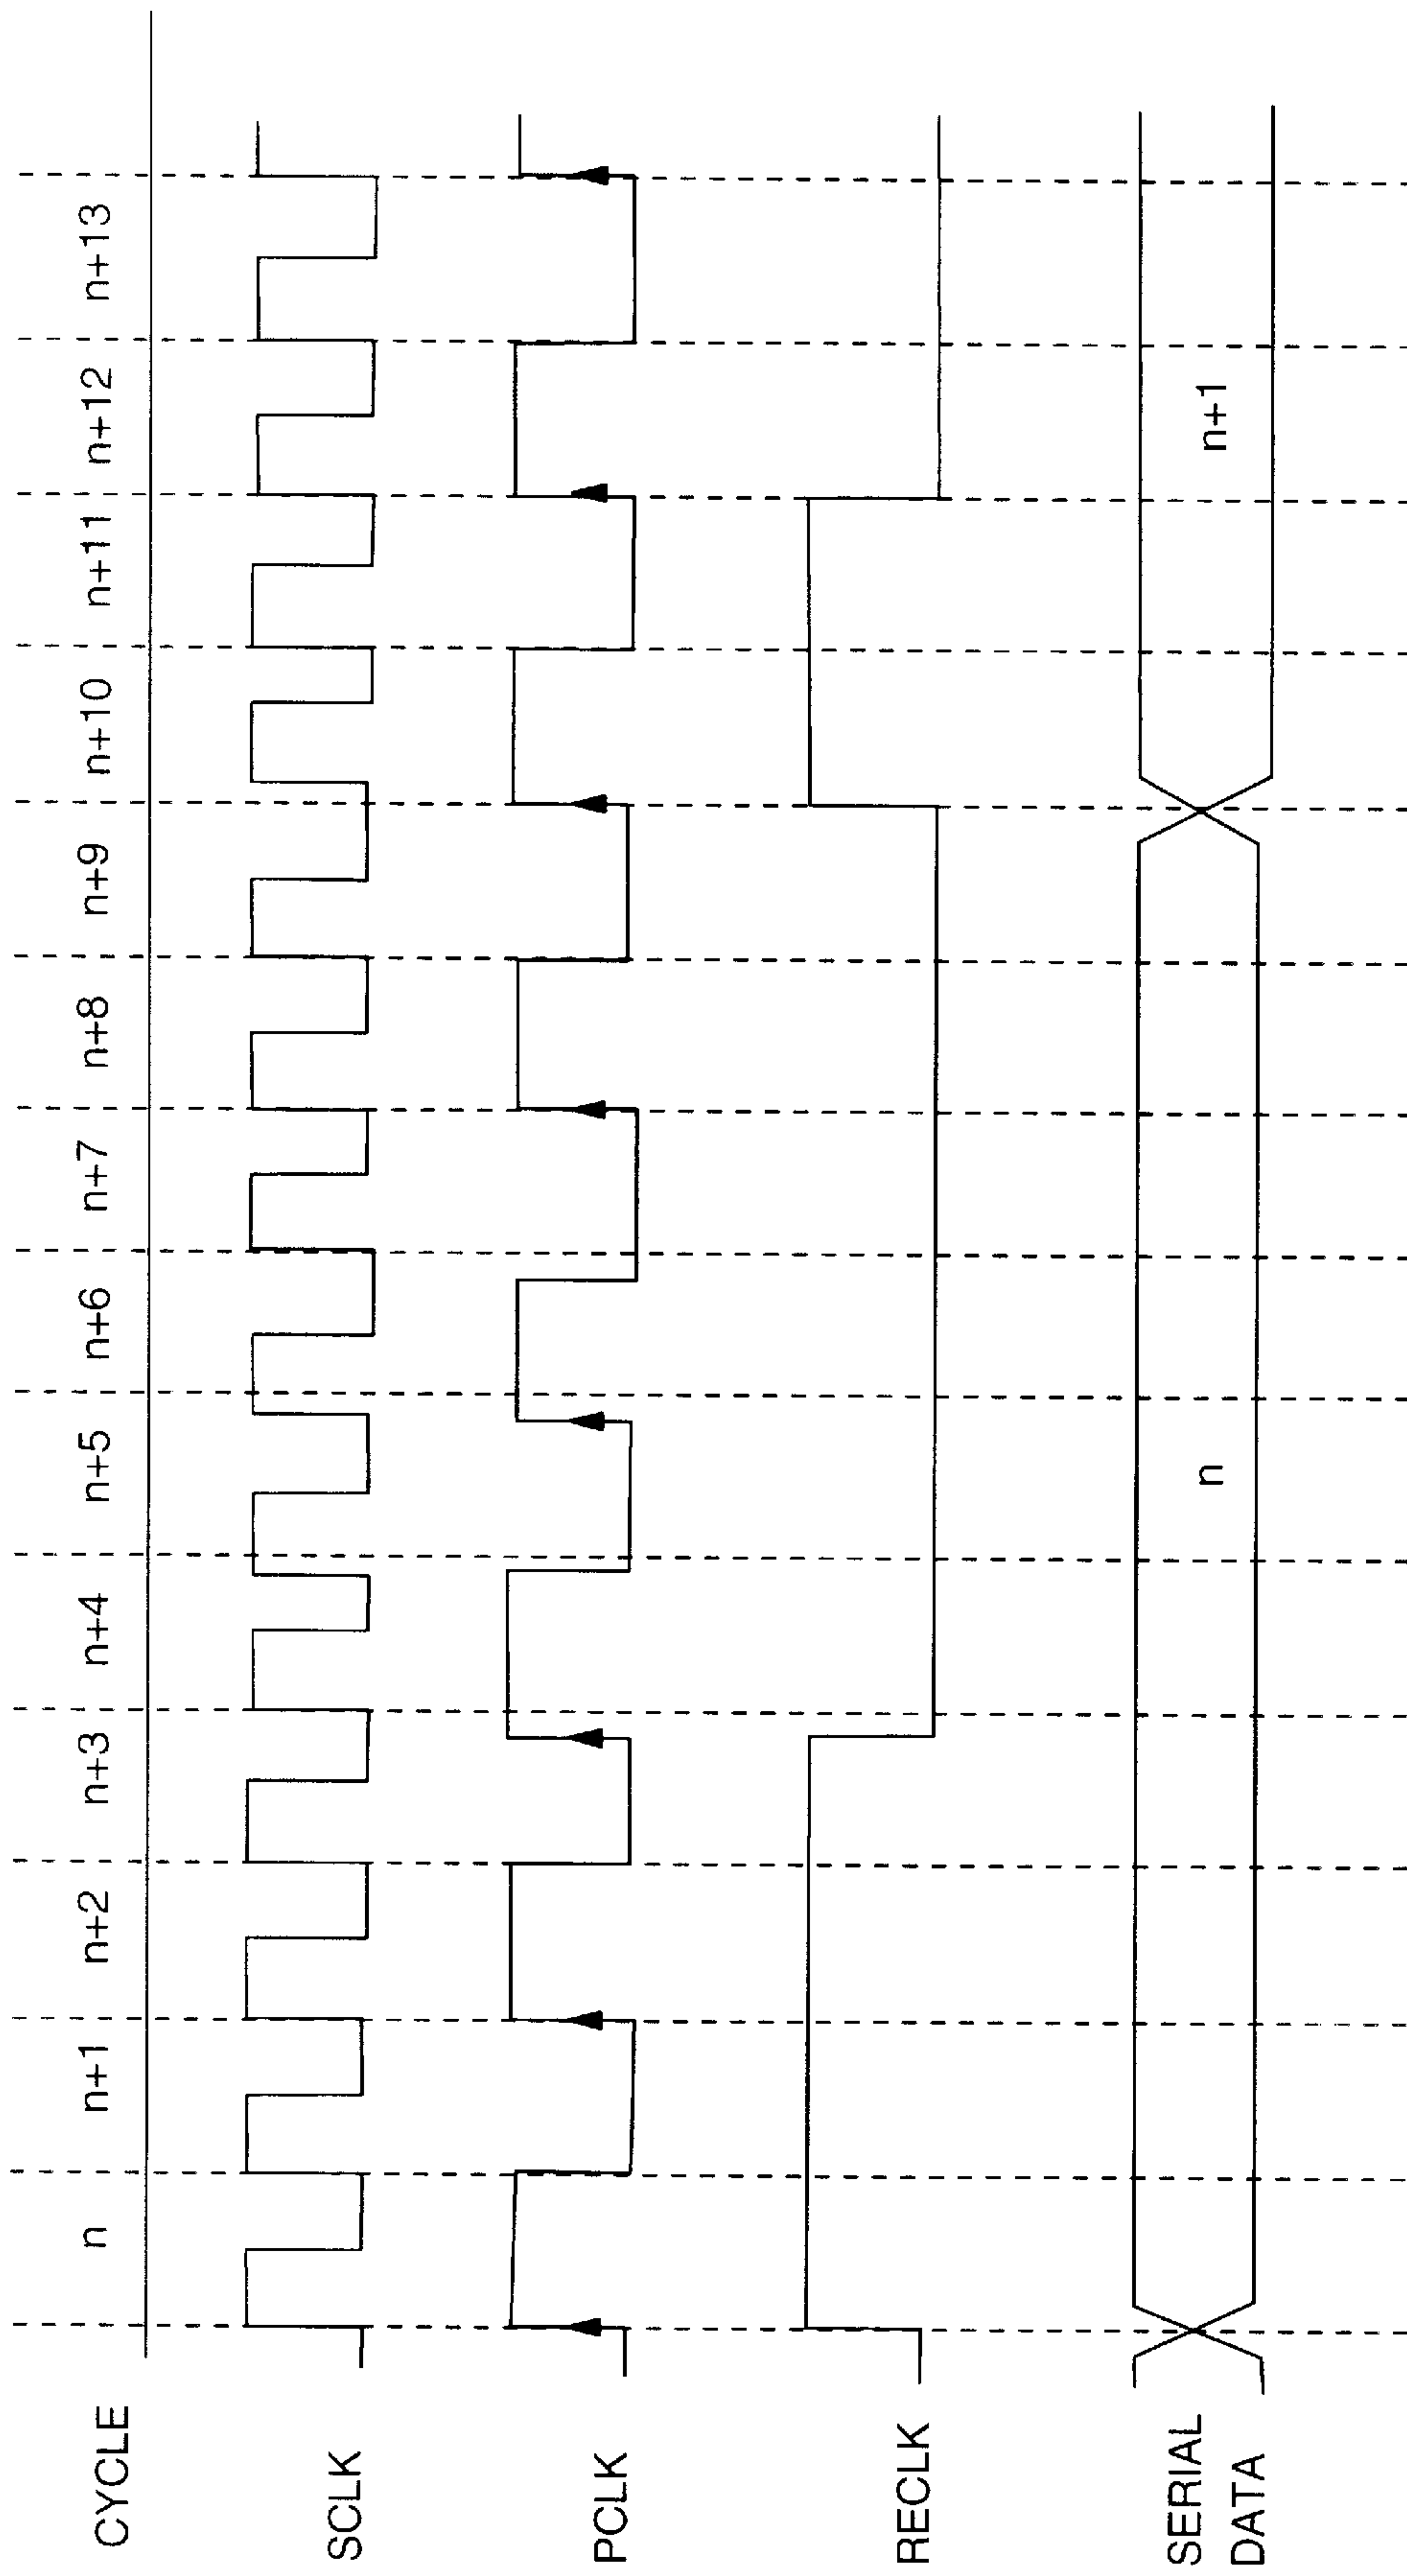 CYCLE n n+1 n+2 n+3 n+4 n+5 n+6 n+7 n+8 n+9 n+10 n+11 n+12 n+13
SCLK
PCLK
RECLK
SERIAL n n+1
DATA